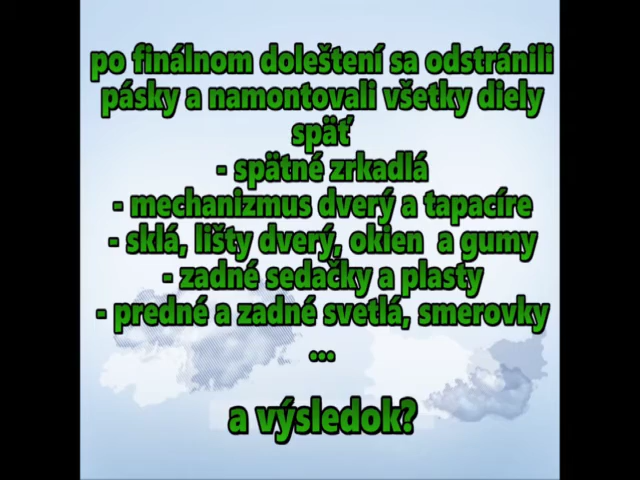 po finálnom doleštení sa odstránili
pásky a namontovali všetky diely
späť
- spätné zrkadlá
- mechanizmus dverý a tapacíre
- sklá, lišty dverý, okien a gumy
- zadné sedačky a plasty
- predné a zadné svetlá, smerovky
...
a výsledok?